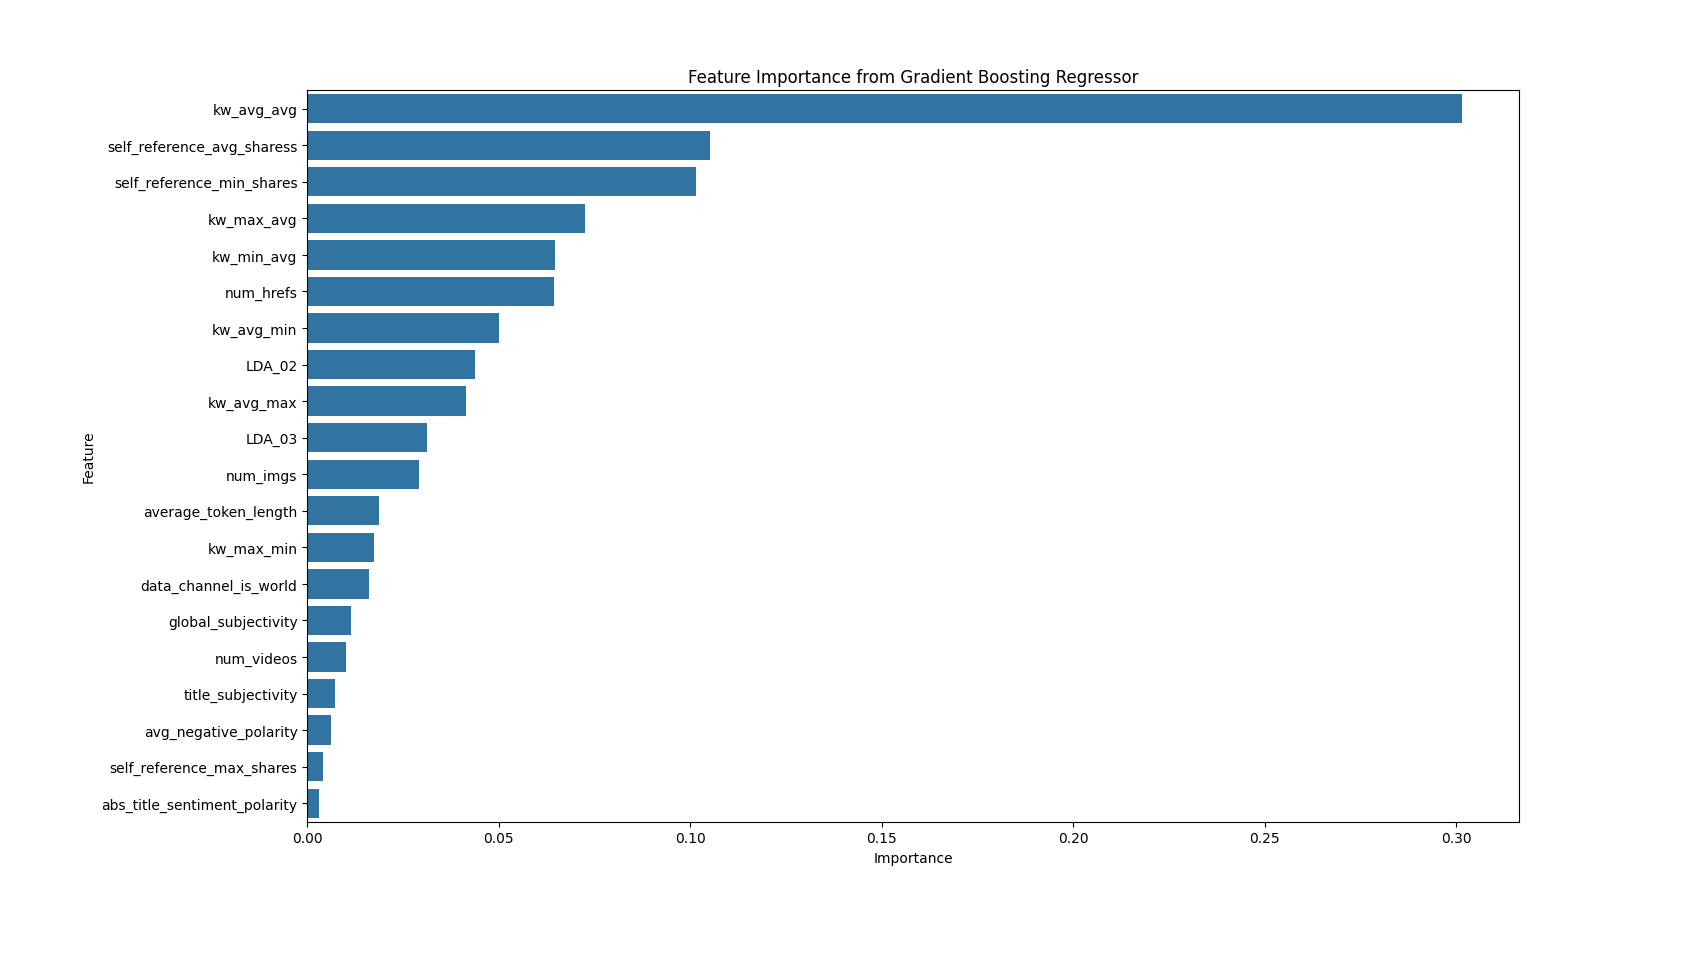 Feature Importance from Gradient Boosting Regressor
kw_avg_avg
self_reference_avg_sharess
self_reference_min_shares
kw_max_avg
kw_min_avg
num_hrefs
kw_avg_min
LDA_02
kw_avg_max
LDA_03
num_imgs
average_token_length
kw_max_min
data_channel_is_world
global_subjectivity
num_videos
title_subjectivity
avg_negative_polarity
self_reference_max_shares
abs_title_sentiment_polarity
Feature
0.00 0.05 0.10 0.15 0.20 0.25 0.30
Importance